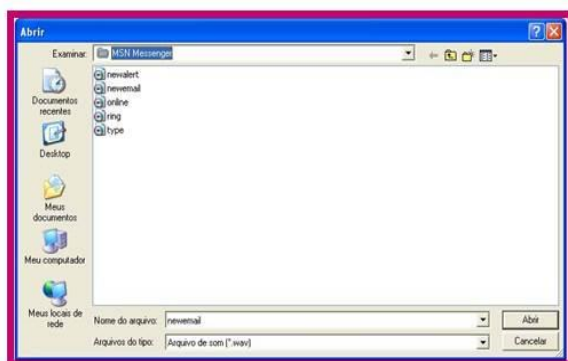 Abrir
Examinar: MSN Messenger
newalert
newemail
online
ring
type
Documentos
recentes
Desktop
Meus
documentos
Meu computador
Meus locais de
rede
Nome do arquivo: newemail Abrir
Arquivos do tipo: Arquivo de som (*.wav) Cancelar